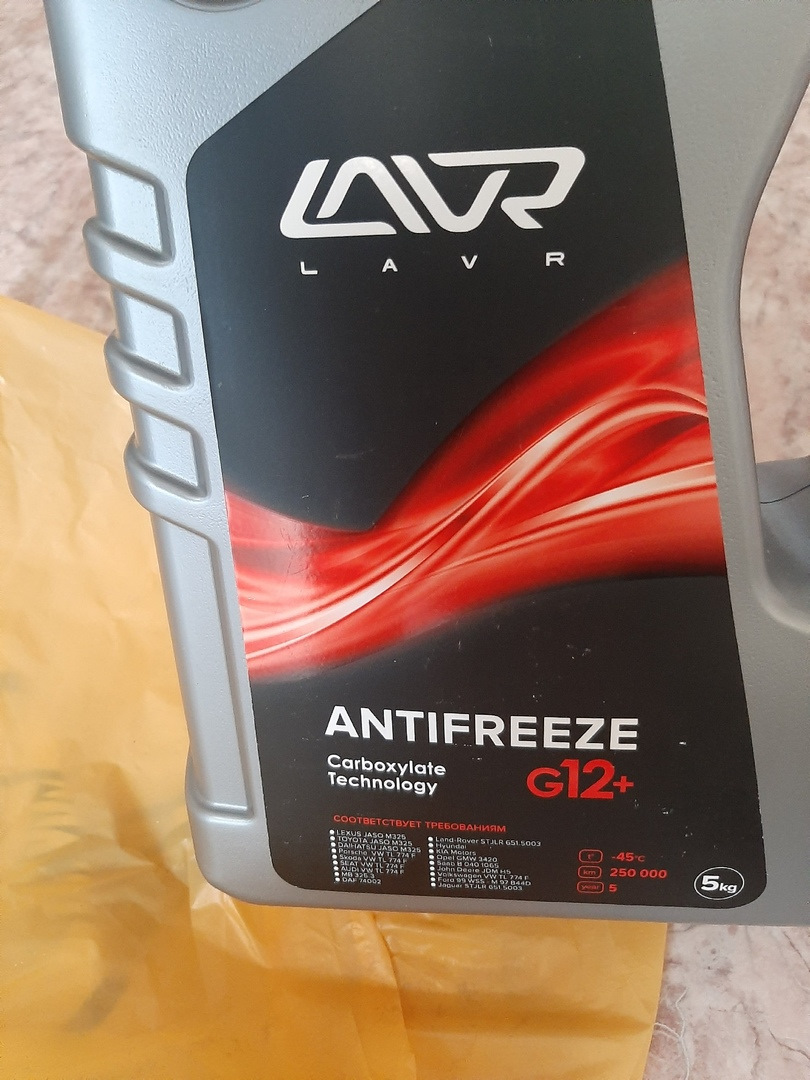 LAVR
LAVR
ANTIFREEZE
Carboxylate
Technology
G12+
СООТВЕТСТВУЕТ ТРЕБОВАНИЯМ
LEXUS JASO M325
TOYOTA JASO M325
DAIHATSU JASO M325
Porsche VW TL 774 F
Skoda VW TL 774 F
SEAT VW TL 774 F
AUDI VW TL 774 F
MB 325.3
DAF 74002
Land-Rover STJLR 651.5003
Hyundai
KIA Motors
Opel GMW 3420
Saab B 040 1065
John Deere JDM H5
Volkswagen VW TL 774 F
Ford 99 WSS - M 97 B44D
Jaguar STJLR 651.5003
t° -45°C
km 250 000
year 5
5kg